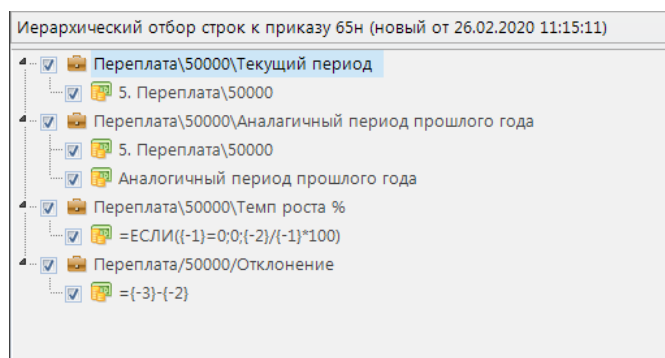 Иерархический отбор строк к приказу 65н (новый от 26.02.2020 11:15:11)
Переплата\50000\Текущий период
5. Переплата\50000
Переплата\50000\Аналагичный период прошлого года
5. Переплата\50000
Аналогичный период прошлого года
Переплата\50000\Темп роста %
=ЕСЛИ({-1}=0;0;{-2}/{-1}*100)
Переплата/50000/Отклонение
={-3}-{-2}